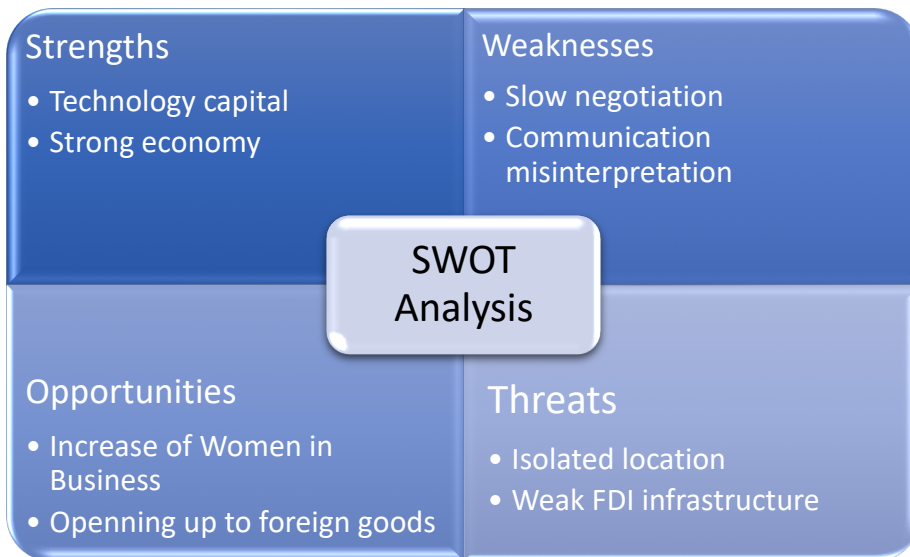 Strengths
• Technology capital
• Strong economy
Weaknesses
• Slow negotiation
• Communication
misinterpretation
SWOT
Analysis
Opportunities
• Increase of Women in
Business
• Openning up to foreign goods
Threats
• Isolated location
• Weak FDI infrastructure